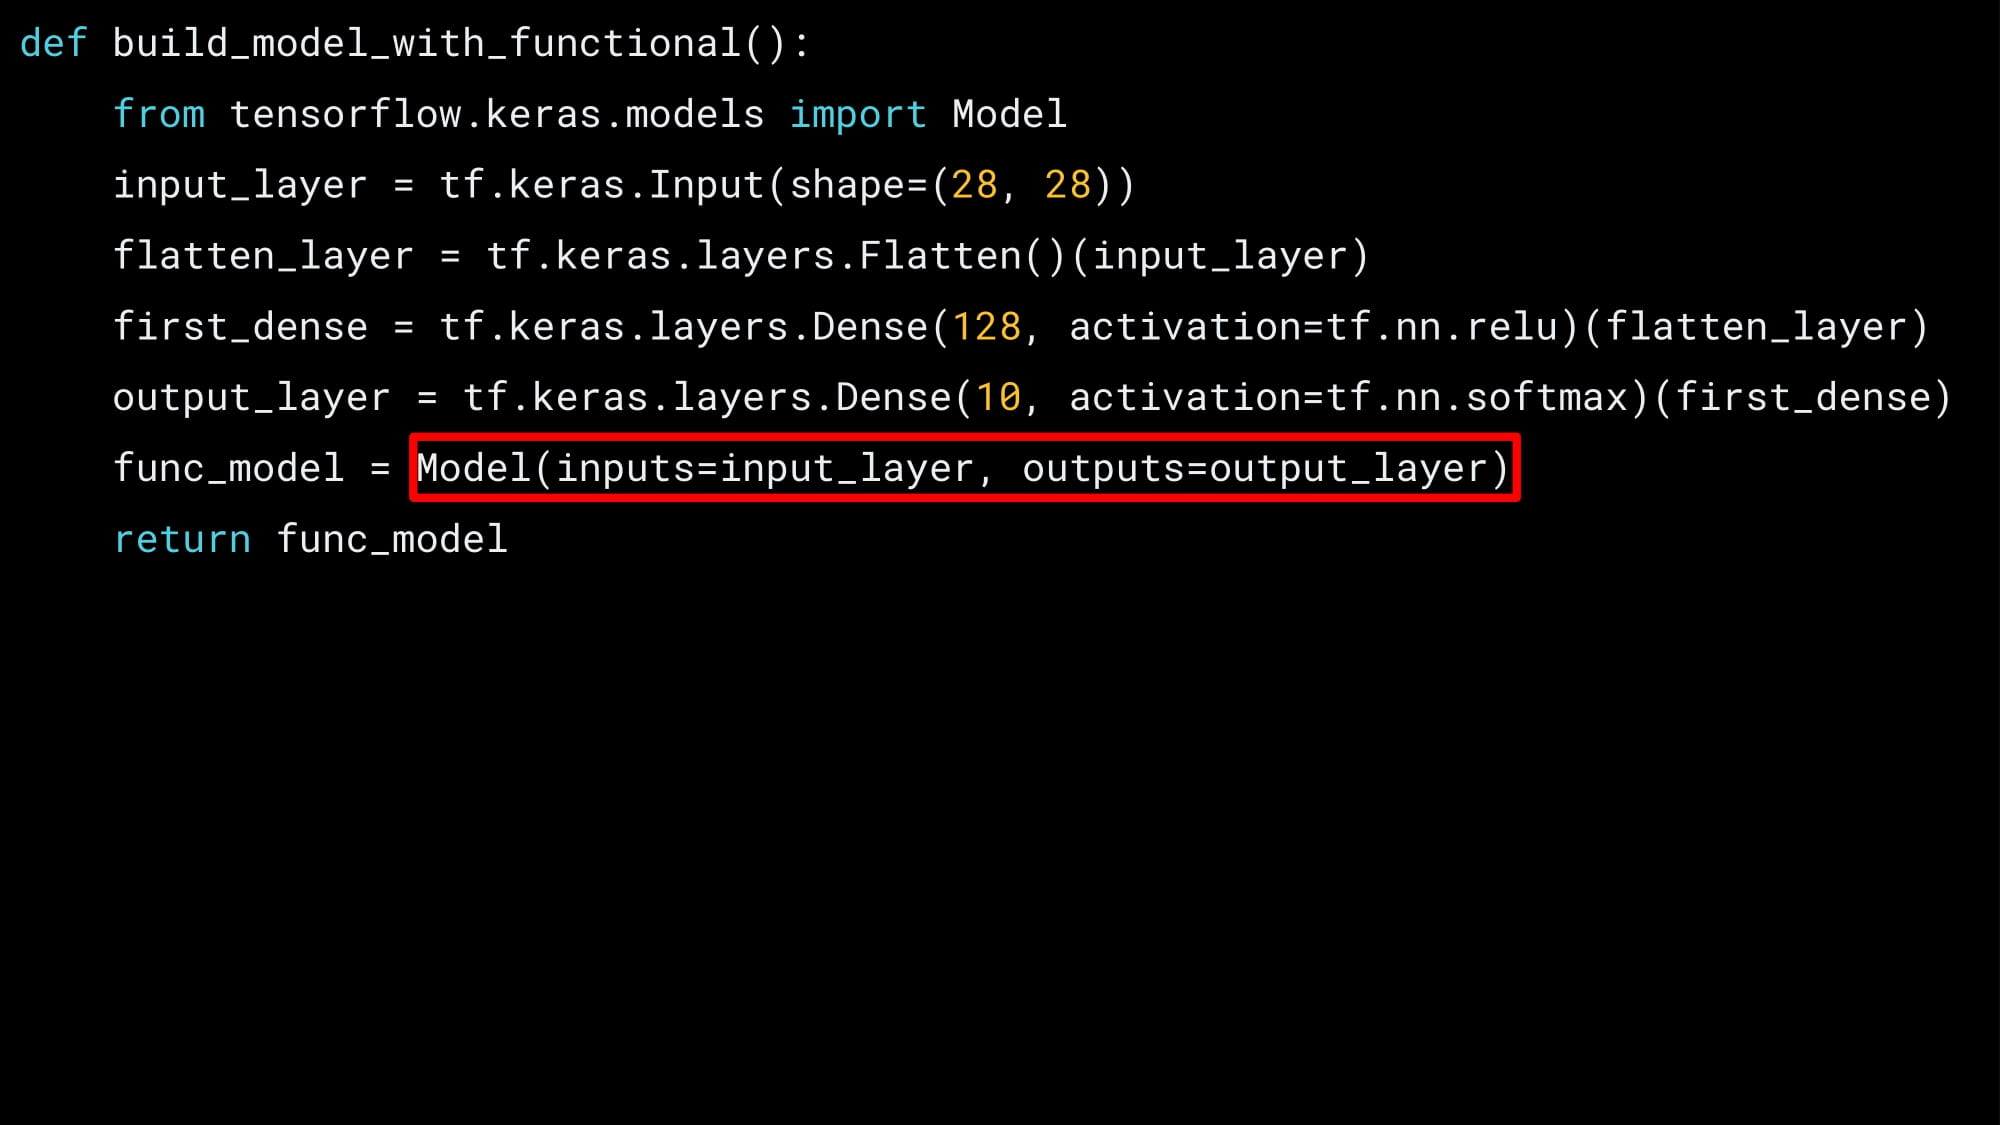 def build_model_with_functional():
    from tensorflow.keras.models import Model
    input_layer = tf.keras.Input(shape=(28, 28))
    flatten_layer = tf.keras.layers.Flatten()(input_layer)
    first_dense = tf.keras.layers.Dense(128, activation=tf.nn.relu)(flatten_layer)
    output_layer = tf.keras.layers.Dense(10, activation=tf.nn.softmax)(first_dense)
    func_model = Model(inputs=input_layer, outputs=output_layer)
    return func_model